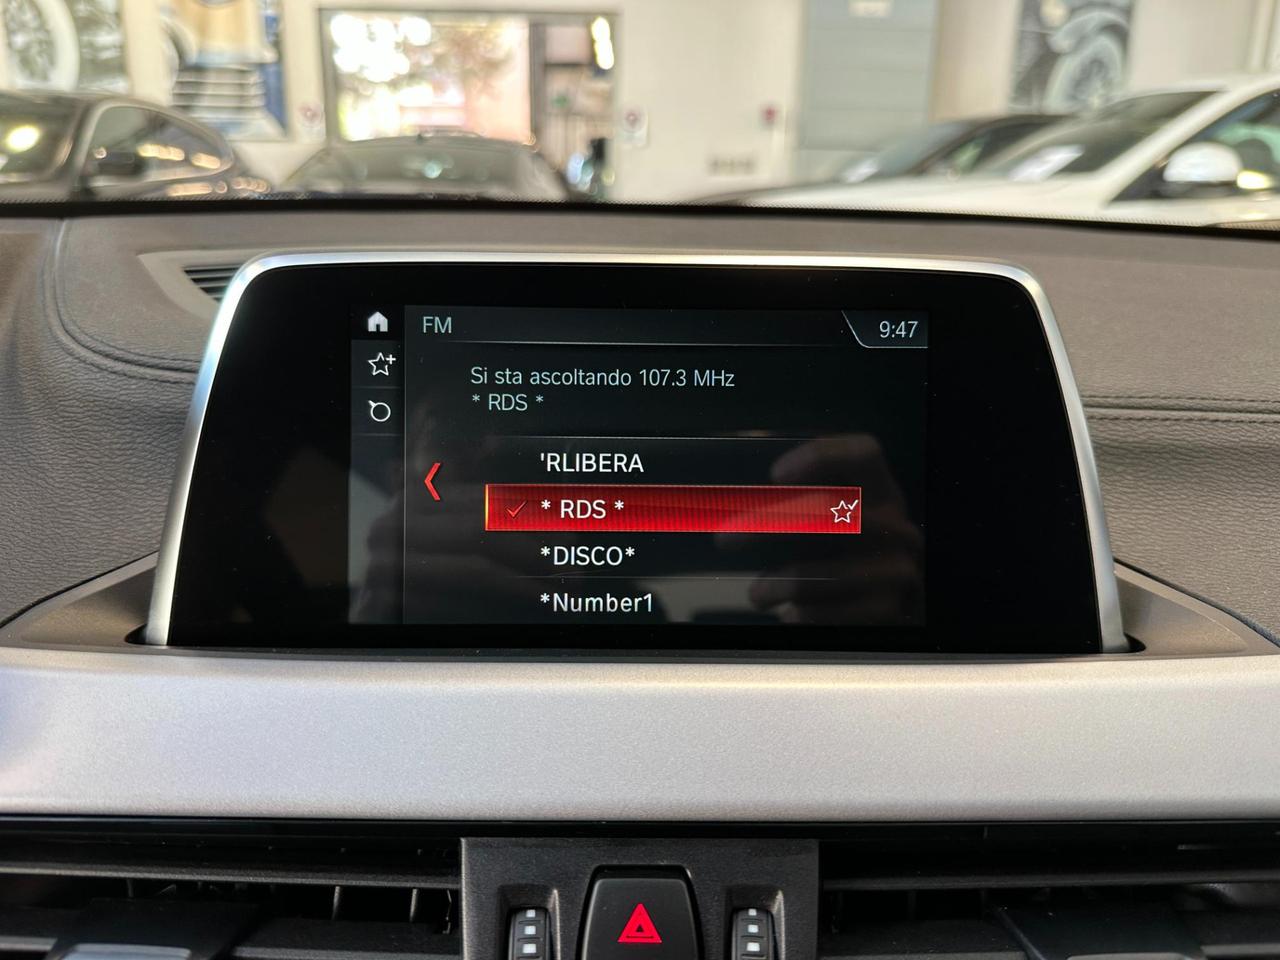 FM
9:47
Si sta ascoltando 107.3 MHz
* RDS *
'RLIBERA
* RDS *
*DISCO*
*Number1